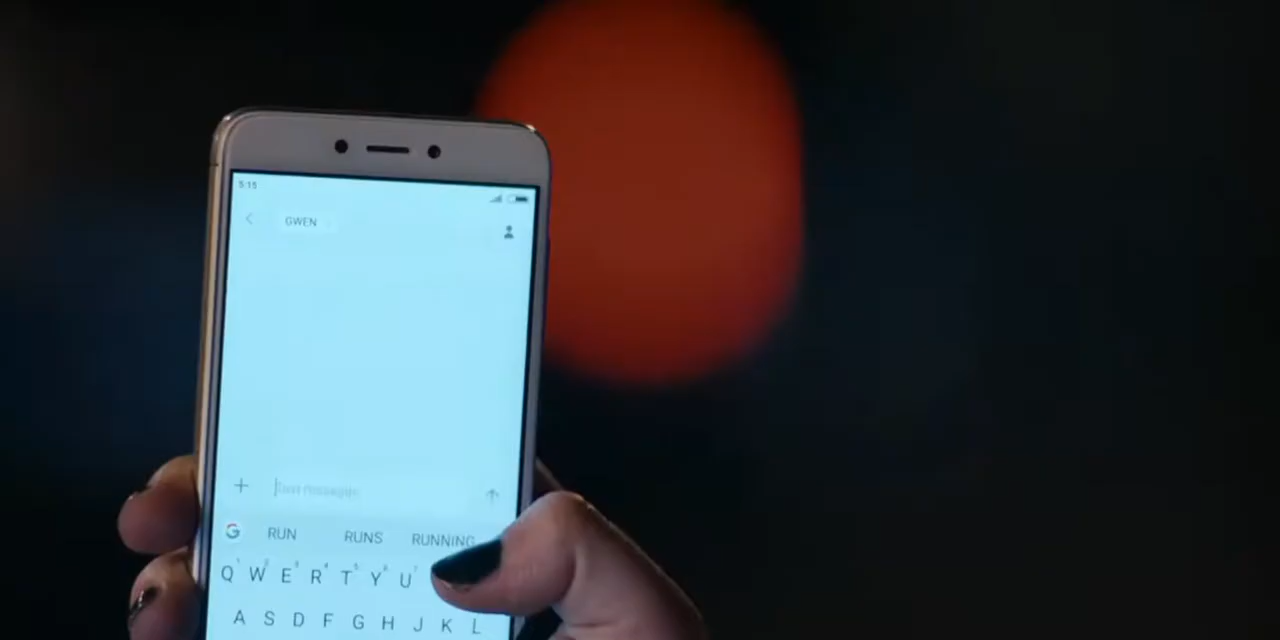 5:15
GWEN
Text message
G RUN RUNS RUNNING
Q W E R T Y U
A S D F G H J K L